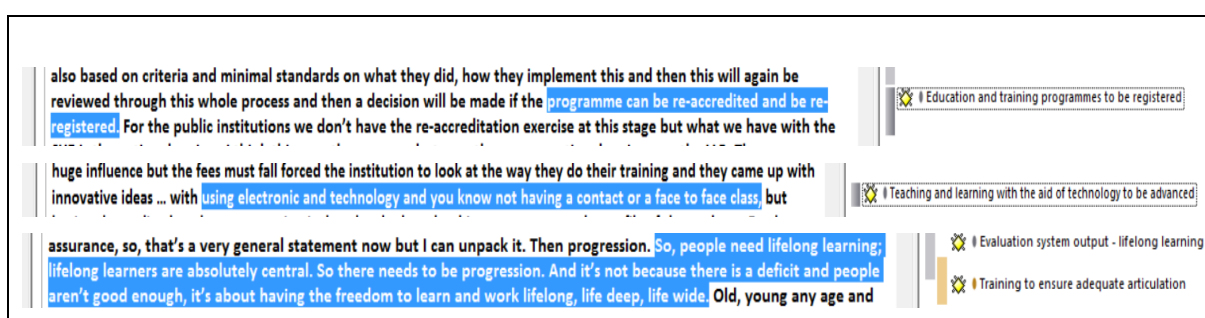 also based on criteria and minimal standards on what they did, how they implement this and then this will again be
reviewed through this whole process and then a decision will be made if the programme can be re-accredited and be re-
registered. For the public institutions we don't have the re-accreditation exercise at this stage but what we have with the
Education and training programmes to be registered
huge influence but the fees must fall forced the institution to look at the way they do their training and they came up with
innovative ideas ... with using electronic and technology and you know not having a contact or a face to face class, but
Teaching and learning with the aid of technology to be advanced
assurance, so, that's a very general statement now but I can unpack it. Then progression. So, people need lifelong learning;
lifelong learners are absolutely central. So there needs to be progression. And it's not because there is a deficit and people
aren't good enough, it's about having the freedom to learn and work lifelong, life deep, life wide. Old, young any age and
Evaluation system output - lifelong learning
Training to ensure adequate articulation